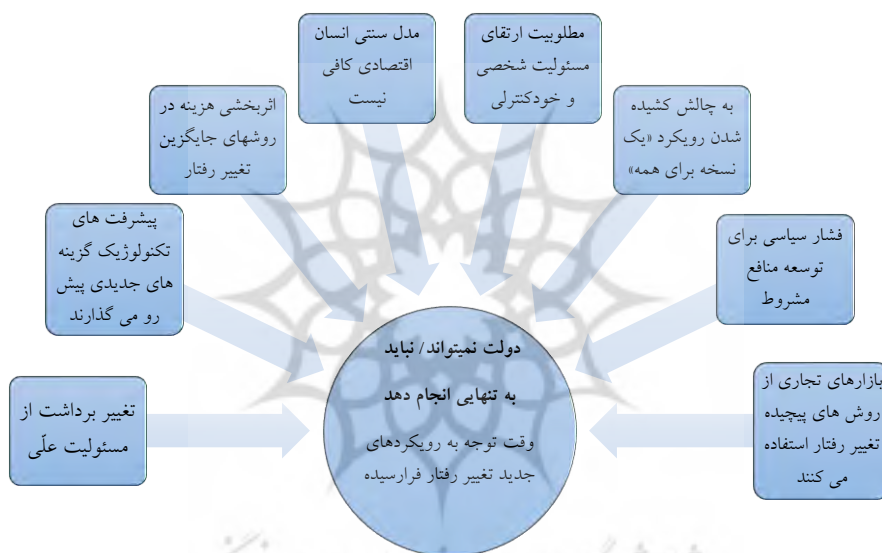 مطلوبیت ارتقای
مسئولیت شخصی
و خودکنترلی
مدل سنتی انسان
اقتصادی کافی
نیست
به چالش کشیده
شدن رویکرد «یک
نسخه برای همه»
اثربخشی هزینه در
روشهای جایگزین
تغییر رفتار
فشار سیاسی برای
توسعه منافع
مشروط
پیشرفت های
تکنولوژیک گزینه
های جدیدی پیش
رو می گذارند
بازارهای تجاری از
روش های پیچیده
تغییر رفتار استفاده
می کنند
تغییر برداشت از
مسئولیت علّی
دولت نمیتواند/ نباید
به تنهایی انجام دهد
وقت توجه به رویکردهای
جدید تغییر رفتار فرارسیده